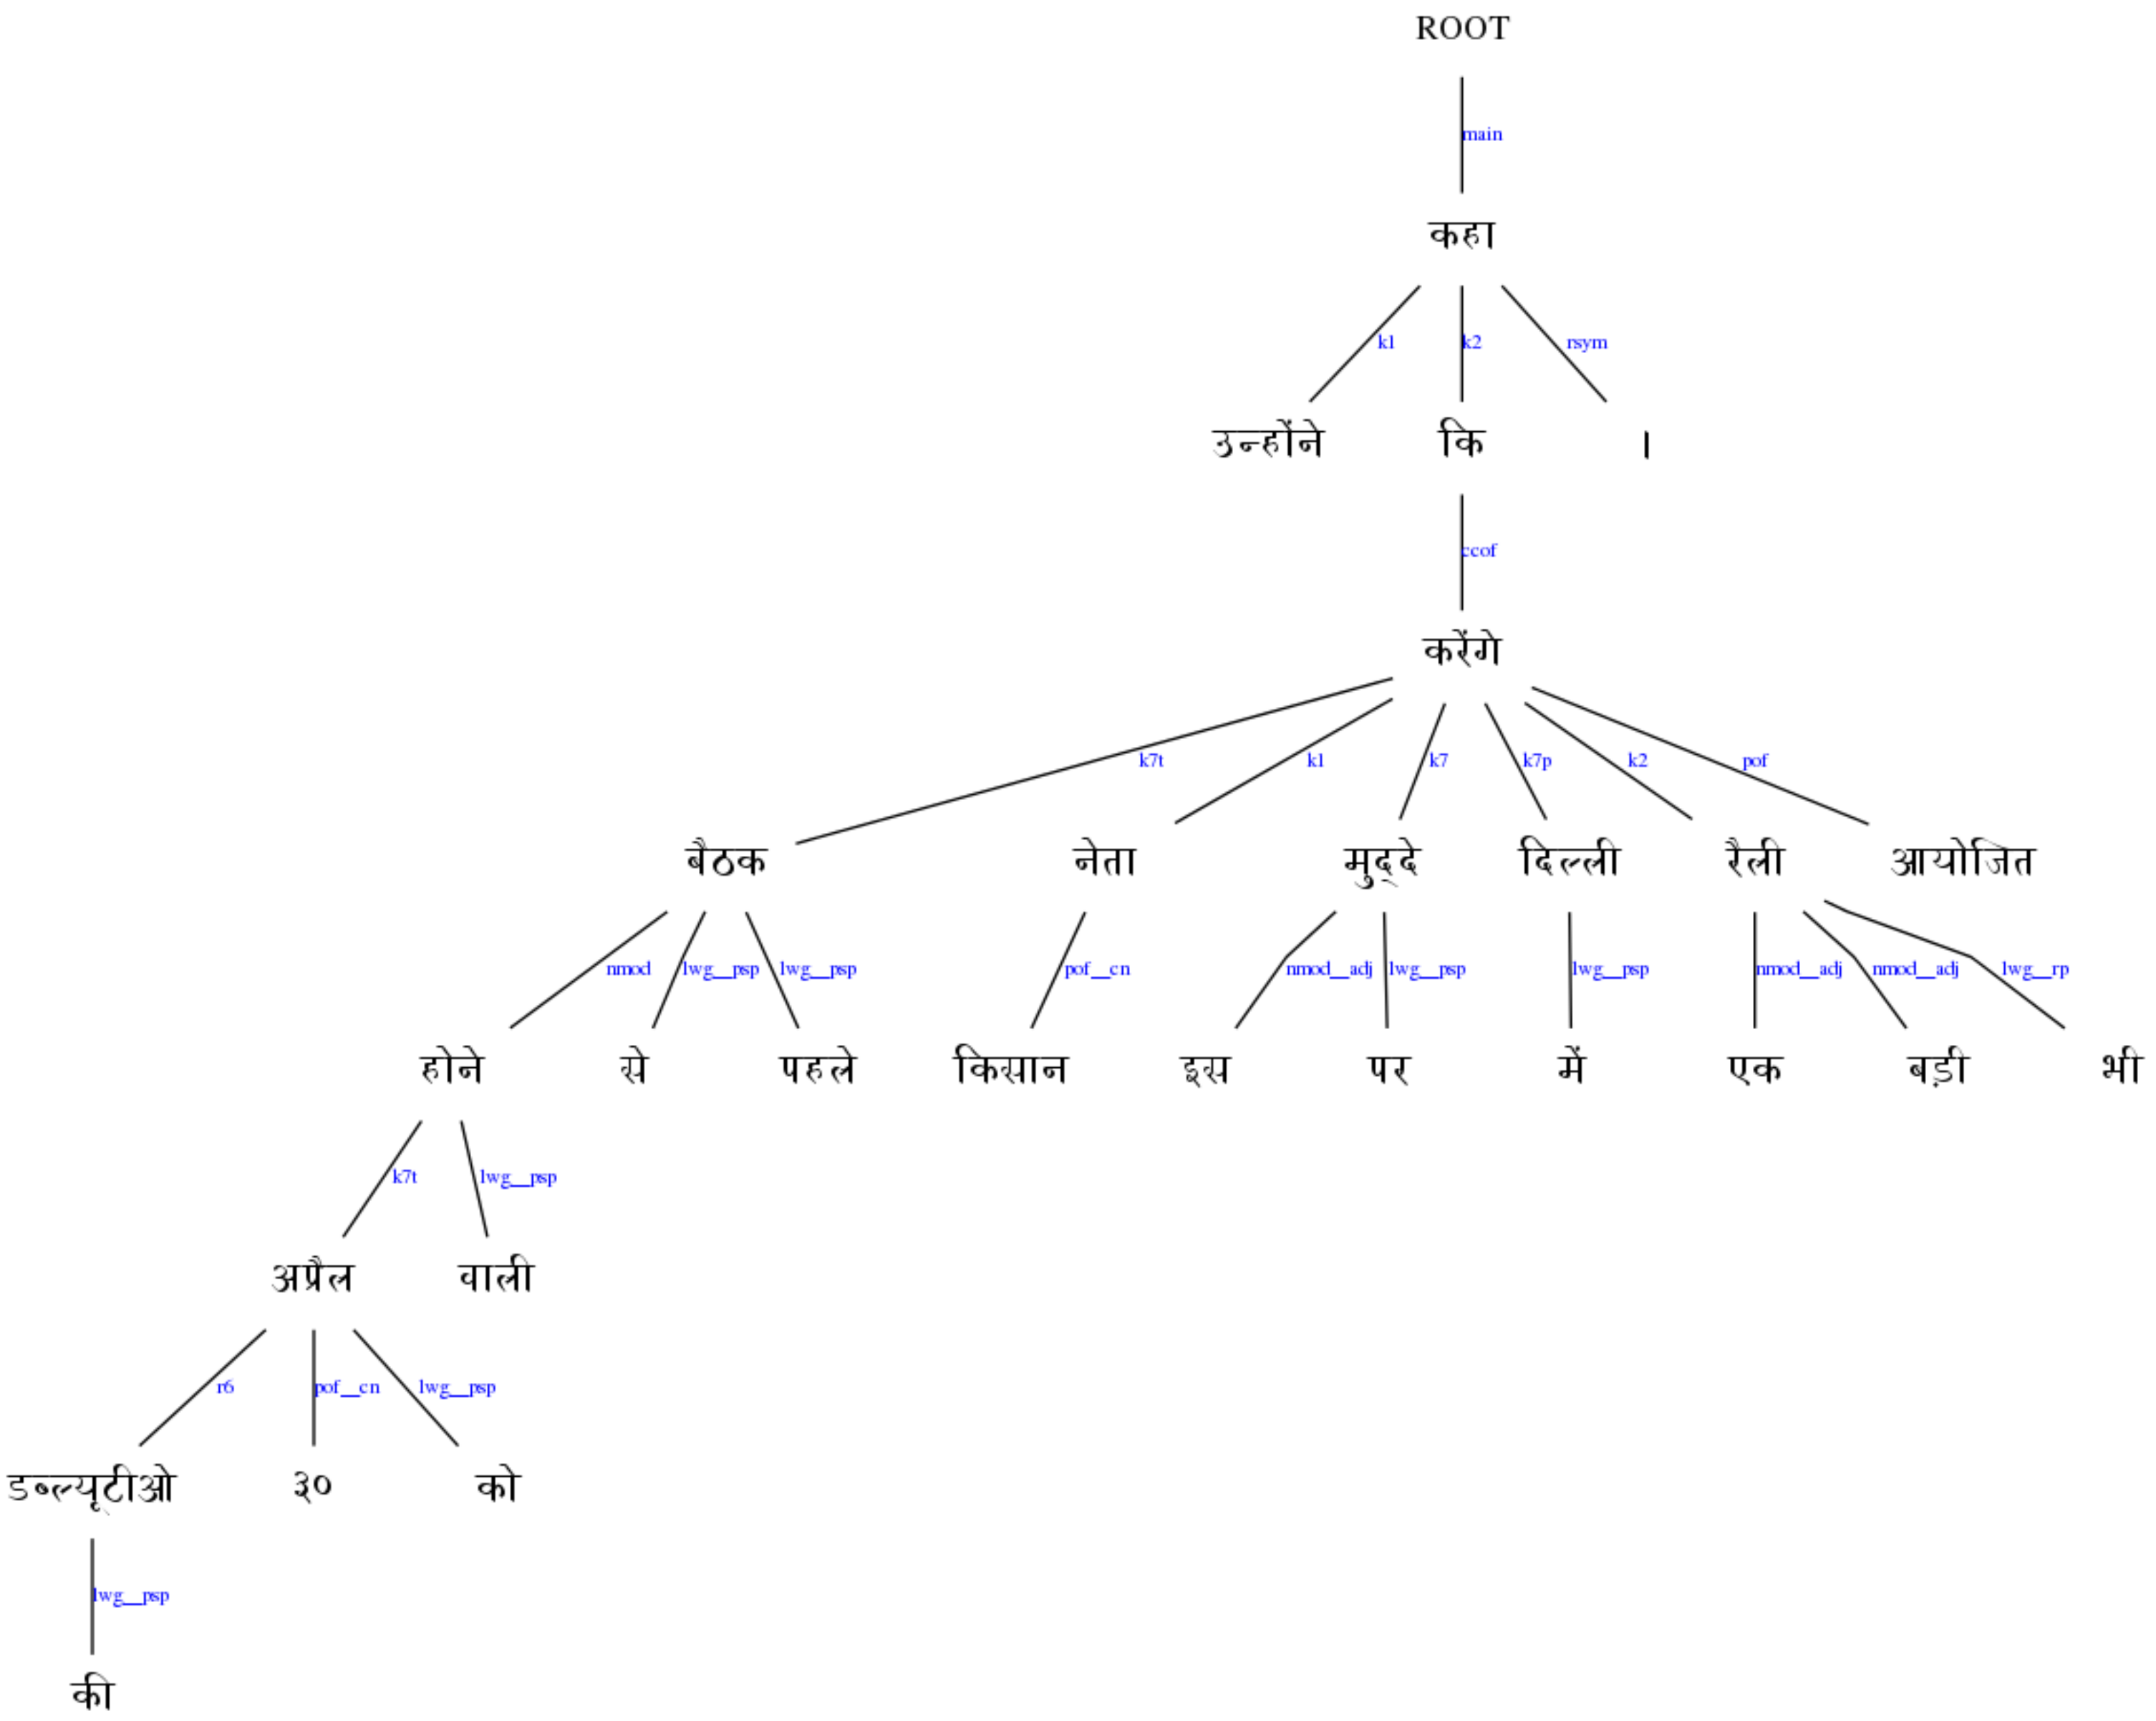 ROOT
main
कहा
k1 k2 rsym
उन्होंने कि ।
ccof
करेंगे
k7t k1 k7 k7p k2 pof
बैठक नेता मुद्दे दिल्ली रैली आयोजित
nmod lwg__psp lwg__psp pof__cn nmod__adj lwg__psp lwg__psp nmod__adj nmod__adj lwg__rp
होने से पहले किसान इस पर में एक बड़ी भी
k7t lwg__psp
अप्रैल वाली
r6 pof__cn lwg__psp
डब्ल्यूटीओ ३० को
lwg__psp
की